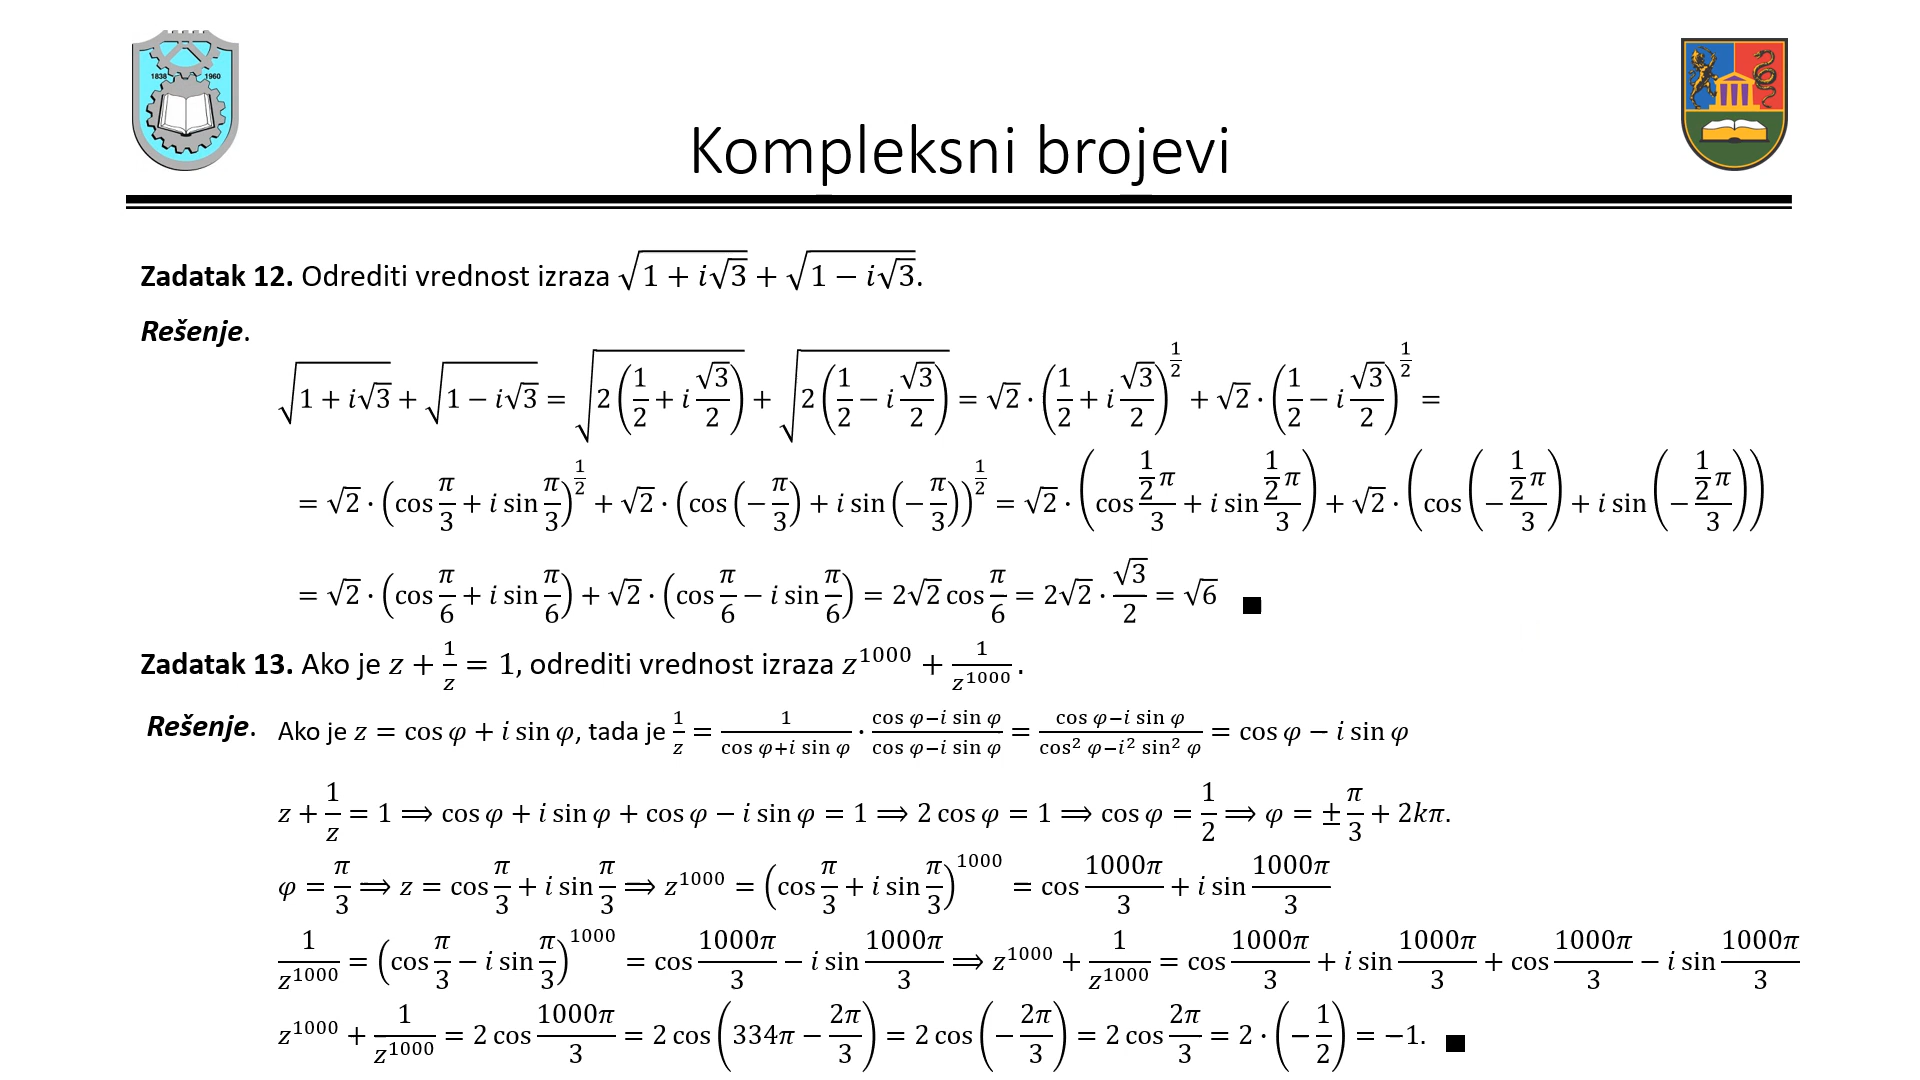 1838 1960
Kompleksni brojevi
Zadatak 12. Odrediti vrednost izraza √(1 + i√3) + √(1 − i√3).
Rešenje.
√(1 + i√3) + √(1 − i√3) = √(2(1/2 + i √3/2)) + √(2(1/2 − i √3/2)) = √2 · (1/2 + i √3/2)^(1/2) + √2 · (1/2 − i √3/2)^(1/2) =
= √2 · (cos π/3 + i sin π/3)^(1/2) + √2 · (cos(−π/3) + i sin(−π/3))^(1/2) = √2 · (cos (1/2 π)/3 + i sin (1/2 π)/3) + √2 · (cos(−(1/2 π)/3) + i sin(−(1/2 π)/3))
= √2 · (cos π/6 + i sin π/6) + √2 · (cos π/6 − i sin π/6) = 2√2 cos π/6 = 2√2 · √3/2 = √6 ■
Zadatak 13. Ako je z + 1/z = 1, odrediti vrednost izraza z^1000 + 1/z^1000 .
Rešenje. Ako je z = cos φ + i sin φ, tada je 1/z = 1/(cos φ+i sin φ) · (cos φ−i sin φ)/(cos φ−i sin φ) = (cos φ−i sin φ)/(cos² φ−i² sin² φ) = cos φ − i sin φ
z + 1/z = 1 ⟹ cos φ + i sin φ + cos φ − i sin φ = 1 ⟹ 2 cos φ = 1 ⟹ cos φ = 1/2 ⟹ φ = ± π/3 + 2kπ.
φ = π/3 ⟹ z = cos π/3 + i sin π/3 ⟹ z^1000 = (cos π/3 + i sin π/3)^1000 = cos 1000π/3 + i sin 1000π/3
1/z^1000 = (cos π/3 − i sin π/3)^1000 = cos 1000π/3 − i sin 1000π/3 ⟹ z^1000 + 1/z^1000 = cos 1000π/3 + i sin 1000π/3 + cos 1000π/3 − i sin 1000π/3
z^1000 + 1/z^1000 = 2 cos 1000π/3 = 2 cos(334π − 2π/3) = 2 cos(−2π/3) = 2 cos 2π/3 = 2 · (−1/2) = −1. ■